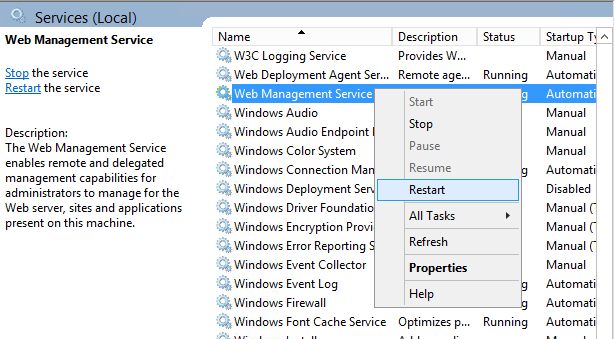 Services (Local)
Web Management Service
Stop the service
Restart the service
Description:
The Web Management Service
enables remote and delegated
management capabilities for
administrators to manage for the
Web server, sites and applications
present on this machine.
Name Description Status Startup Ty
W3C Logging Service Provides W... Manual
Web Deployment Agent Ser... Remote age... Running Automati
Web Management Service Automati
Windows Audio Manual
Windows Audio Endpoint Manual
Windows Color System Manual
Windows Connection Man Automati
Windows Deployment Serv Disabled
Windows Driver Foundatio Manual (T
Windows Encryption Provi Manual (T
Windows Error Reporting S Manual (
Windows Event Collector Manual
Windows Event Log Automati
Windows Firewall Automati
Windows Font Cache Service Optimizes p... Running Automati
Start
Stop
Pause
Resume
Restart
All Tasks
Refresh
Properties
Help